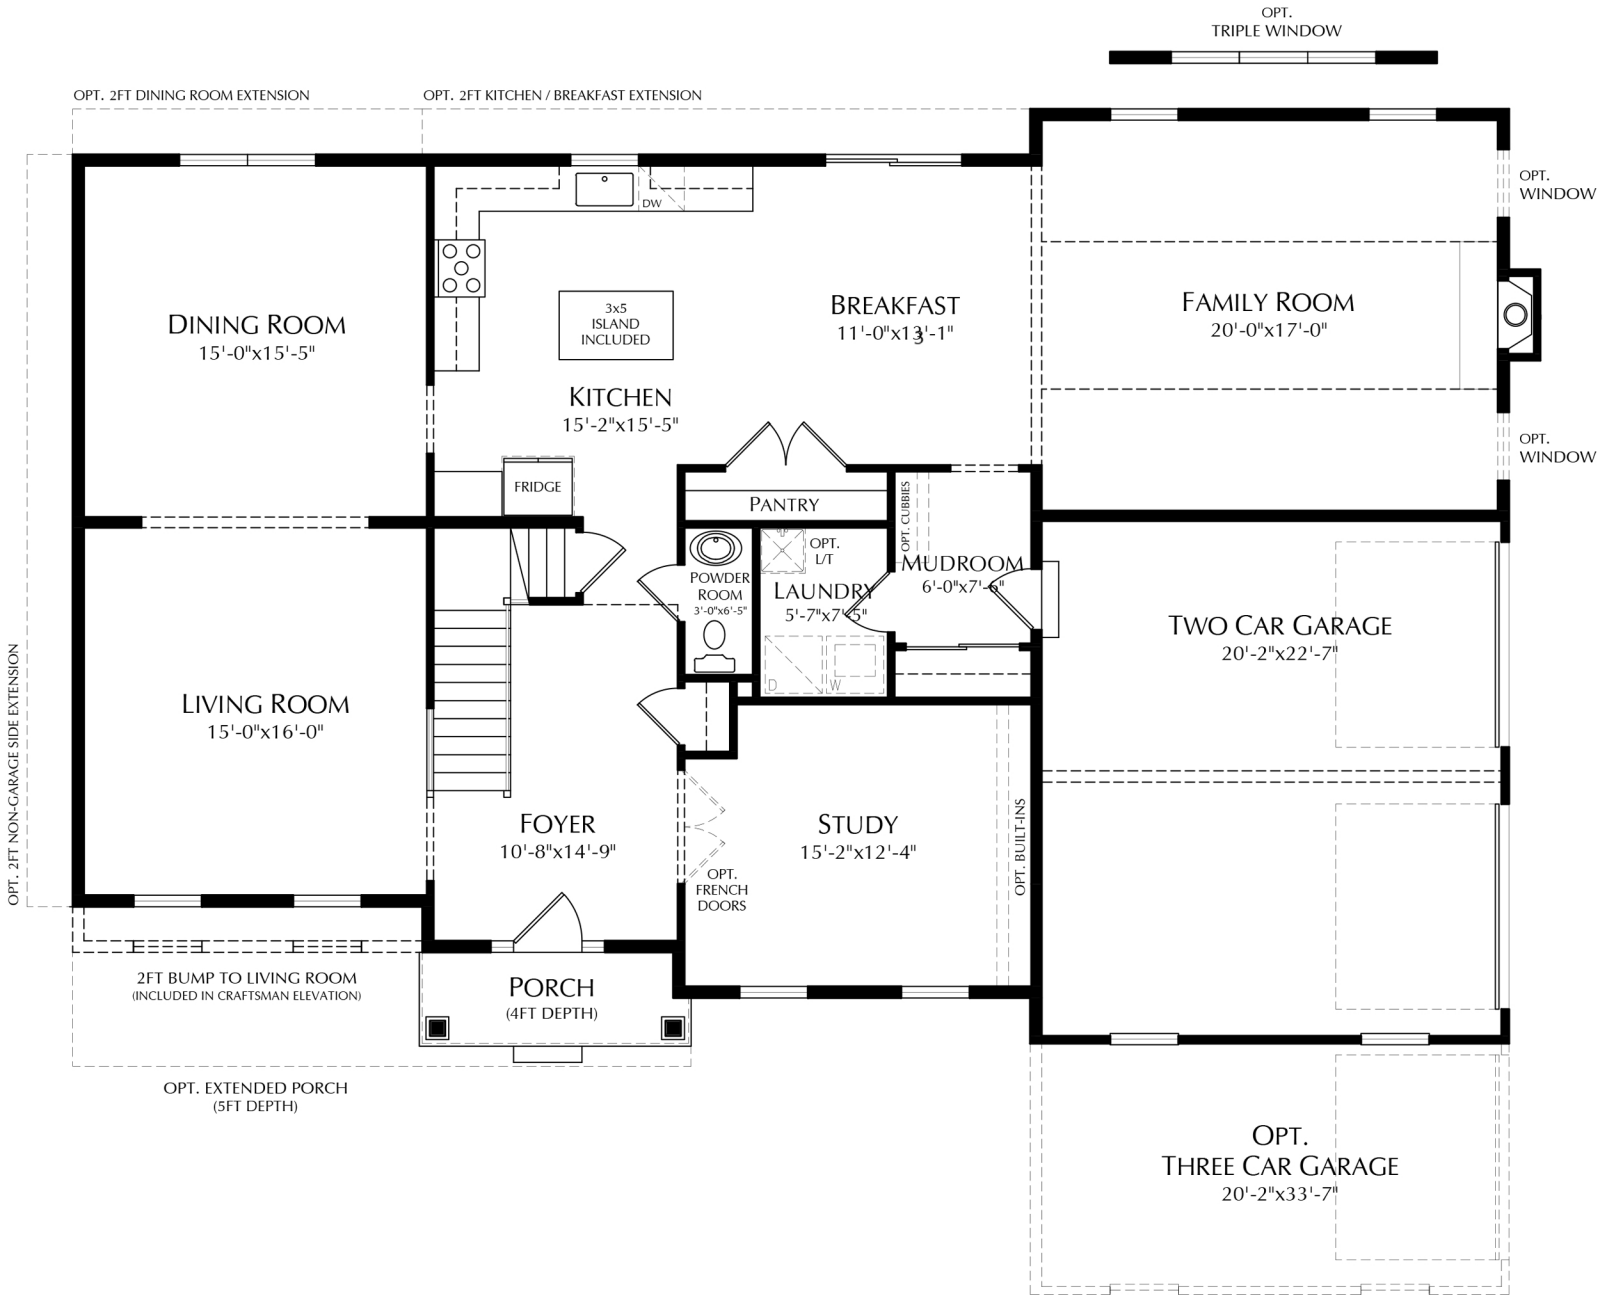 OPT.
TRIPLE WINDOW
OPT. 2FT DINING ROOM EXTENSION
OPT. 2FT KITCHEN / BREAKFAST EXTENSION
OPT.
WINDOW
DW
DINING ROOM
15'-0"x15'-5"
3x5
ISLAND
INCLUDED
BREAKFAST
11'-0"x13'-1"
FAMILY ROOM
20'-0"x17'-0"
KITCHEN
15'-2"x15'-5"
OPT.
WINDOW
FRIDGE
PANTRY
OPT. CUBBIES
OPT.
L/T
MUDROOM
6'-0"x7'-6"
POWDER
ROOM
3'-0"x6'-5"
LAUNDRY
5'-7"x7'-5"
D
W
TWO CAR GARAGE
20'-2"x22'-7"
OPT. 2FT NON-GARAGE SIDE EXTENSION
LIVING ROOM
15'-0"x16'-0"
FOYER
10'-8"x14'-9"
STUDY
15'-2"x12'-4"
OPT. BUILT-INS
OPT.
FRENCH
DOORS
2FT BUMP TO LIVING ROOM
(INCLUDED IN CRAFTSMAN ELEVATION)
PORCH
(4FT DEPTH)
OPT. EXTENDED PORCH
(5FT DEPTH)
OPT.
THREE CAR GARAGE
20'-2"x33'-7"